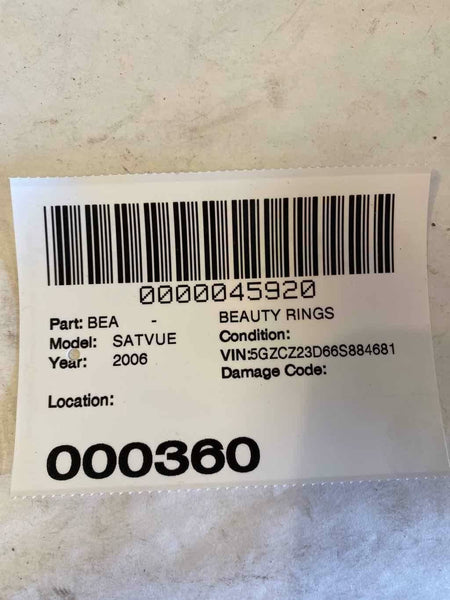 0000045920
Part: BEA - BEAUTY RINGS
Model: SATVUE Condition:
Year: 2006 VIN:5GZCZ23D66S884681
Damage Code:
Location:
000360